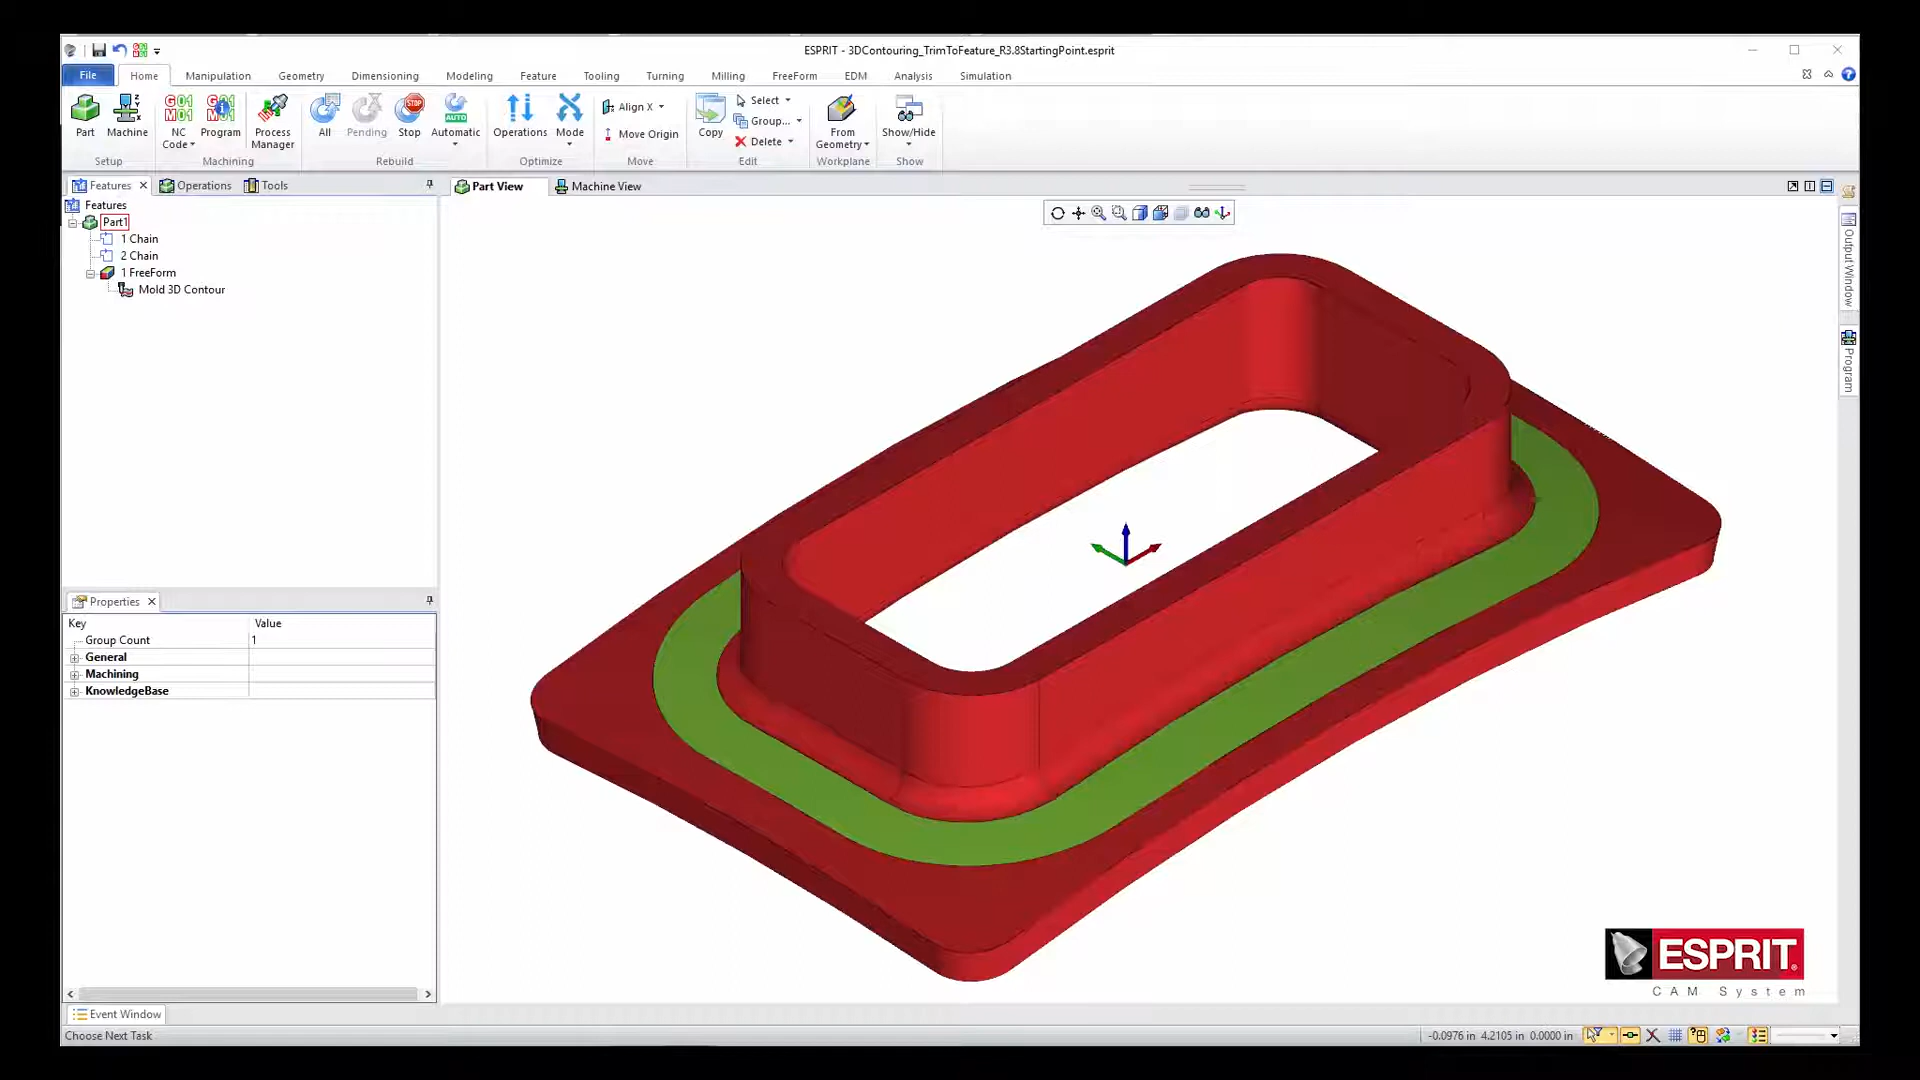 ESPRIT - 3DContouring_TrimToFeature_R3.8StartingPoint.esprit
File Home Manipulation Geometry Dimensioning Modeling Feature Tooling Turning Milling FreeForm EDM Analysis Simulation
Part Machine NC Code Program Process Manager All Pending Stop Automatic Operations Mode Align X Move Origin Copy Select Group... Delete From Geometry Show/Hide
Setup Machining Rebuild Optimize Move Edit Workplane Show
Features Operations Tools
Part View Machine View
Features
Part1
1 Chain
2 Chain
1 FreeForm
Mold 3D Contour
Output Window
Program
Properties
Key Value
Group Count 1
General
Machining
KnowledgeBase
ESPRIT
CAM System
Event Window
Choose Next Task
-0.0976 in 4.2105 in 0.0000 in